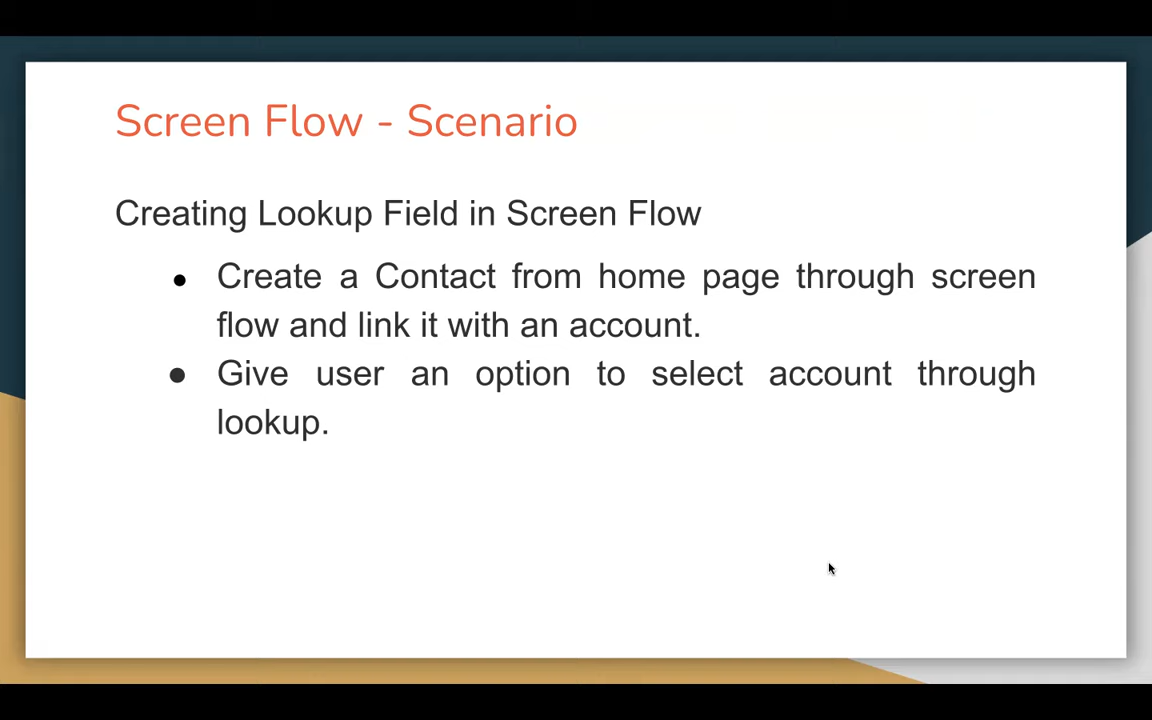 Screen Flow - Scenario
Creating Lookup Field in Screen Flow
● Create a Contact from home page through screen
flow and link it with an account.
● Give user an option to select account through
lookup.